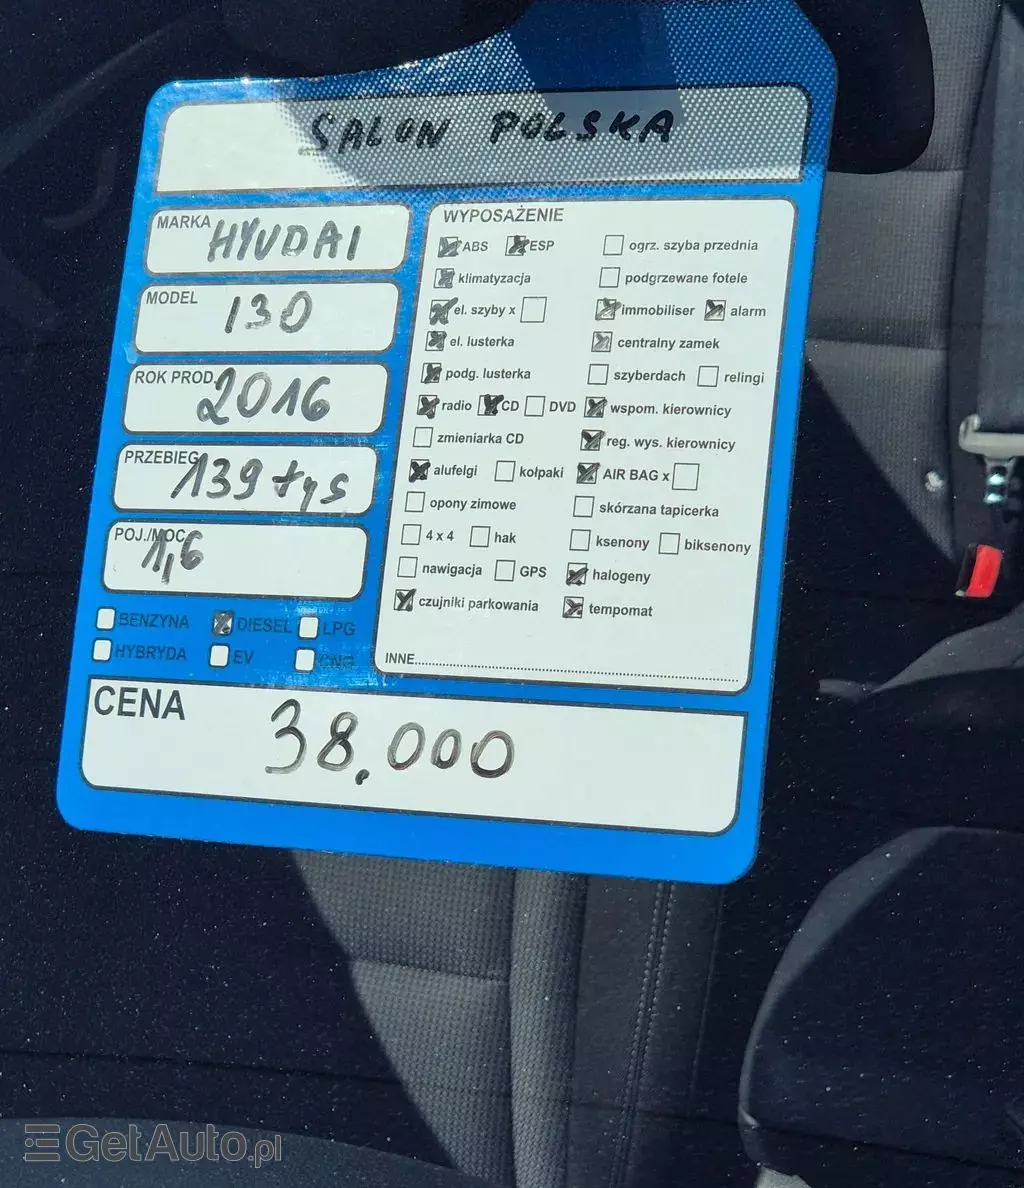 SALON POLSKA
MARKA HYUDAI
MODEL I30
ROK PROD. 2016
PRZEBIEG 139 tys
POJ./MOC 1,6
BENZYNA DIESEL LPG
HYBRYDA EV CNG
WYPOSAŻENIE
ABS ESP ogrz. szyba przednia
klimatyzacja podgrzewane fotele
el. szyby x immobiliser alarm
el. lusterka centralny zamek
podg. lusterka szyberdach relingi
radio CD DVD wspom. kierownicy
zmieniarka CD reg. wys. kierownicy
alufelgi kołpaki AIR BAG x
opony zimowe skórzana tapicerka
4 x 4 hak ksenony biksenony
nawigacja GPS halogeny
czujniki parkowania tempomat
INNE
CENA 38,000
GetAuto.pl